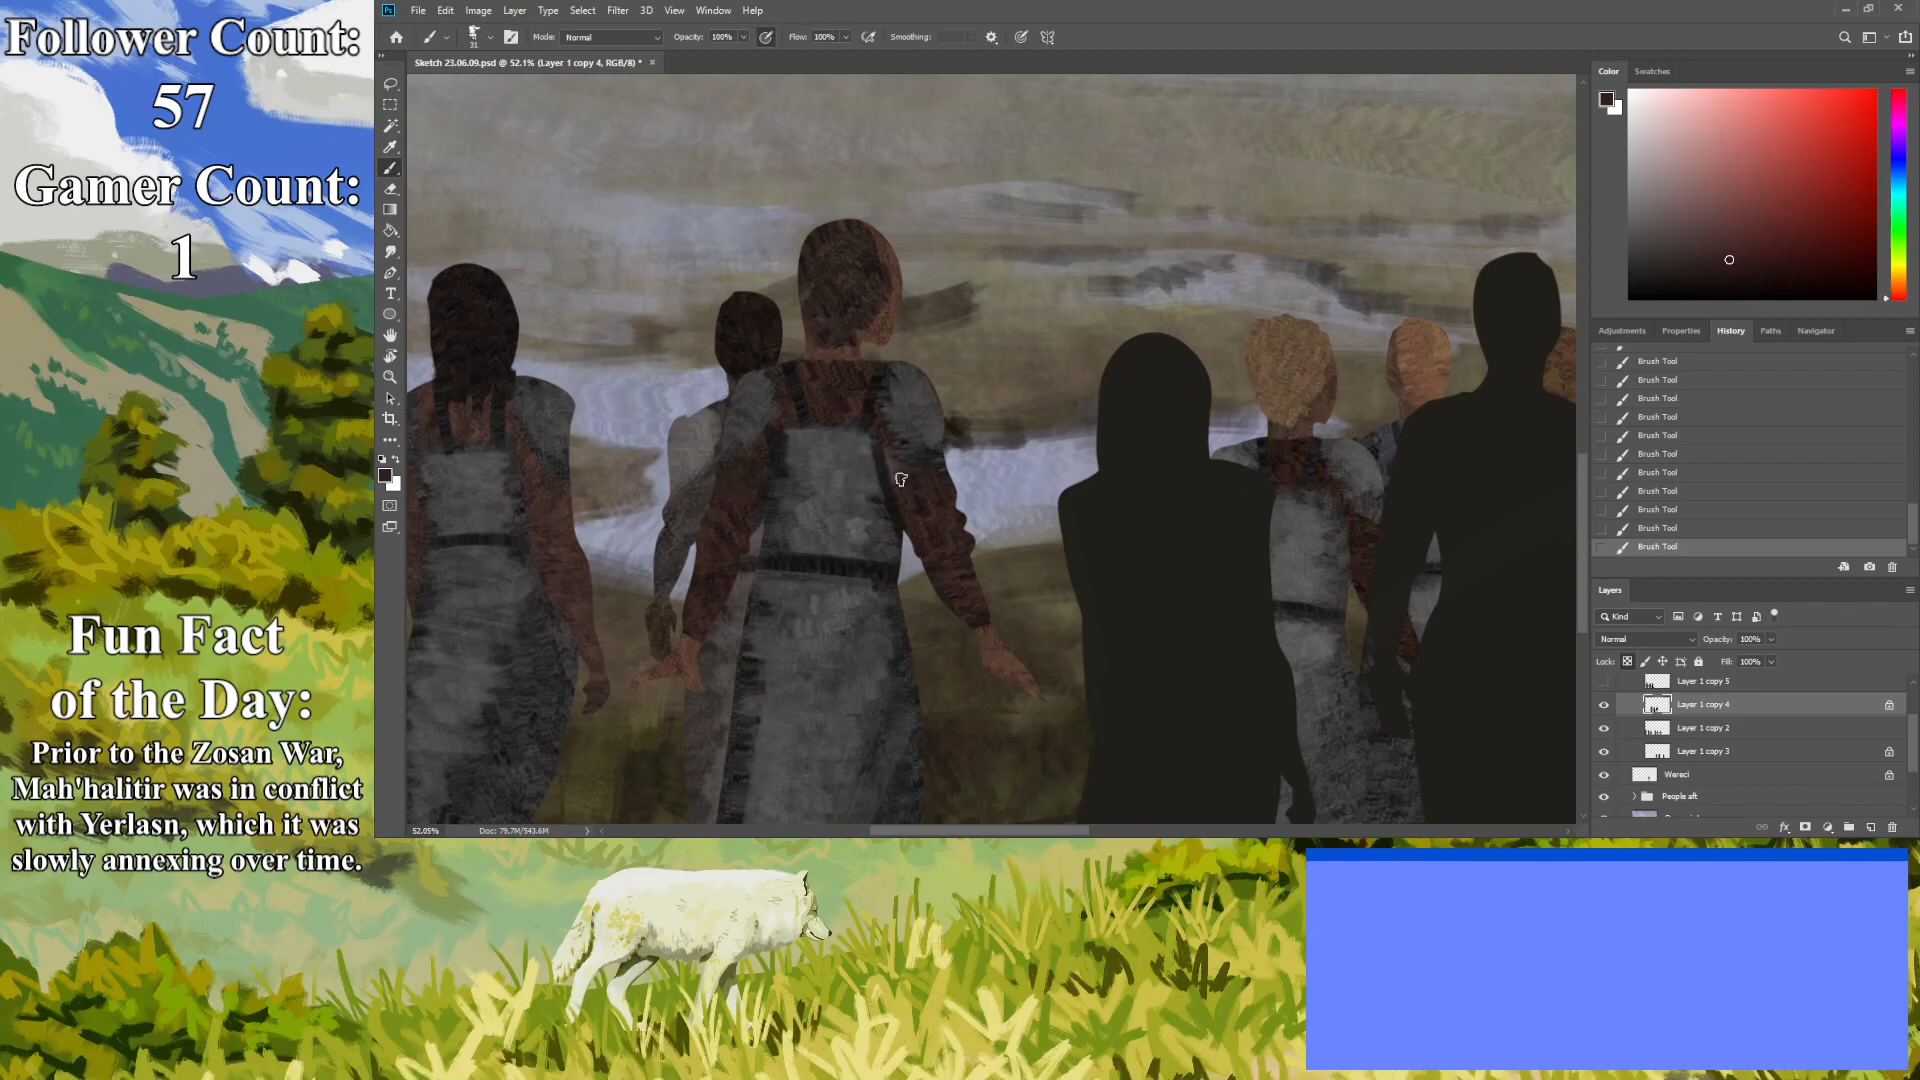 Follower Count:
57
Gamer Count:
1
Fun Fact
of the Day:
Prior to the Zosan War,
Mah'halitir was in conflict
with Yerlasn, which it was
slowly annexing over time.
Ps File Edit Image Layer Type Select Filter 3D View Window Help
31 Mode: Normal Opacity: 100% Flow: 100% Smoothing:
Sketch 23.06.09.psd @ 52.1% (Layer 1 copy 4, RGB/8) *
Color Swatches
Adjustments Properties History Paths Navigator
Brush Tool
Brush Tool
Brush Tool
Brush Tool
Brush Tool
Brush Tool
Brush Tool
Brush Tool
Brush Tool
Brush Tool
Brush Tool
Layers
Kind
Normal Opacity: 100%
Lock: Fill: 100%
Layer 1 copy 5
Layer 1 copy 4
Layer 1 copy 2
Layer 1 copy 3
Wereci
People aft
52.05% Doc: 79.7M/543.6M